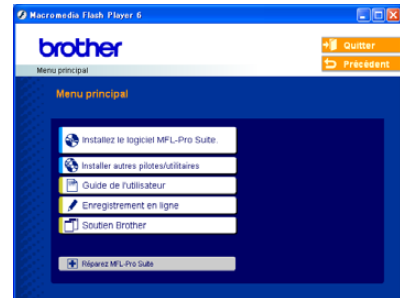 Macromedia Flash Player 6
brother
Quitter
Précédent
Menu principal
Menu principal
Installez le logiciel MFL-Pro Suite.
Installer autres pilotes/utilitaires
Guide de l'utilisateur
Enregistrement en ligne
Soutien Brother
Réparez MFL-Pro Suite